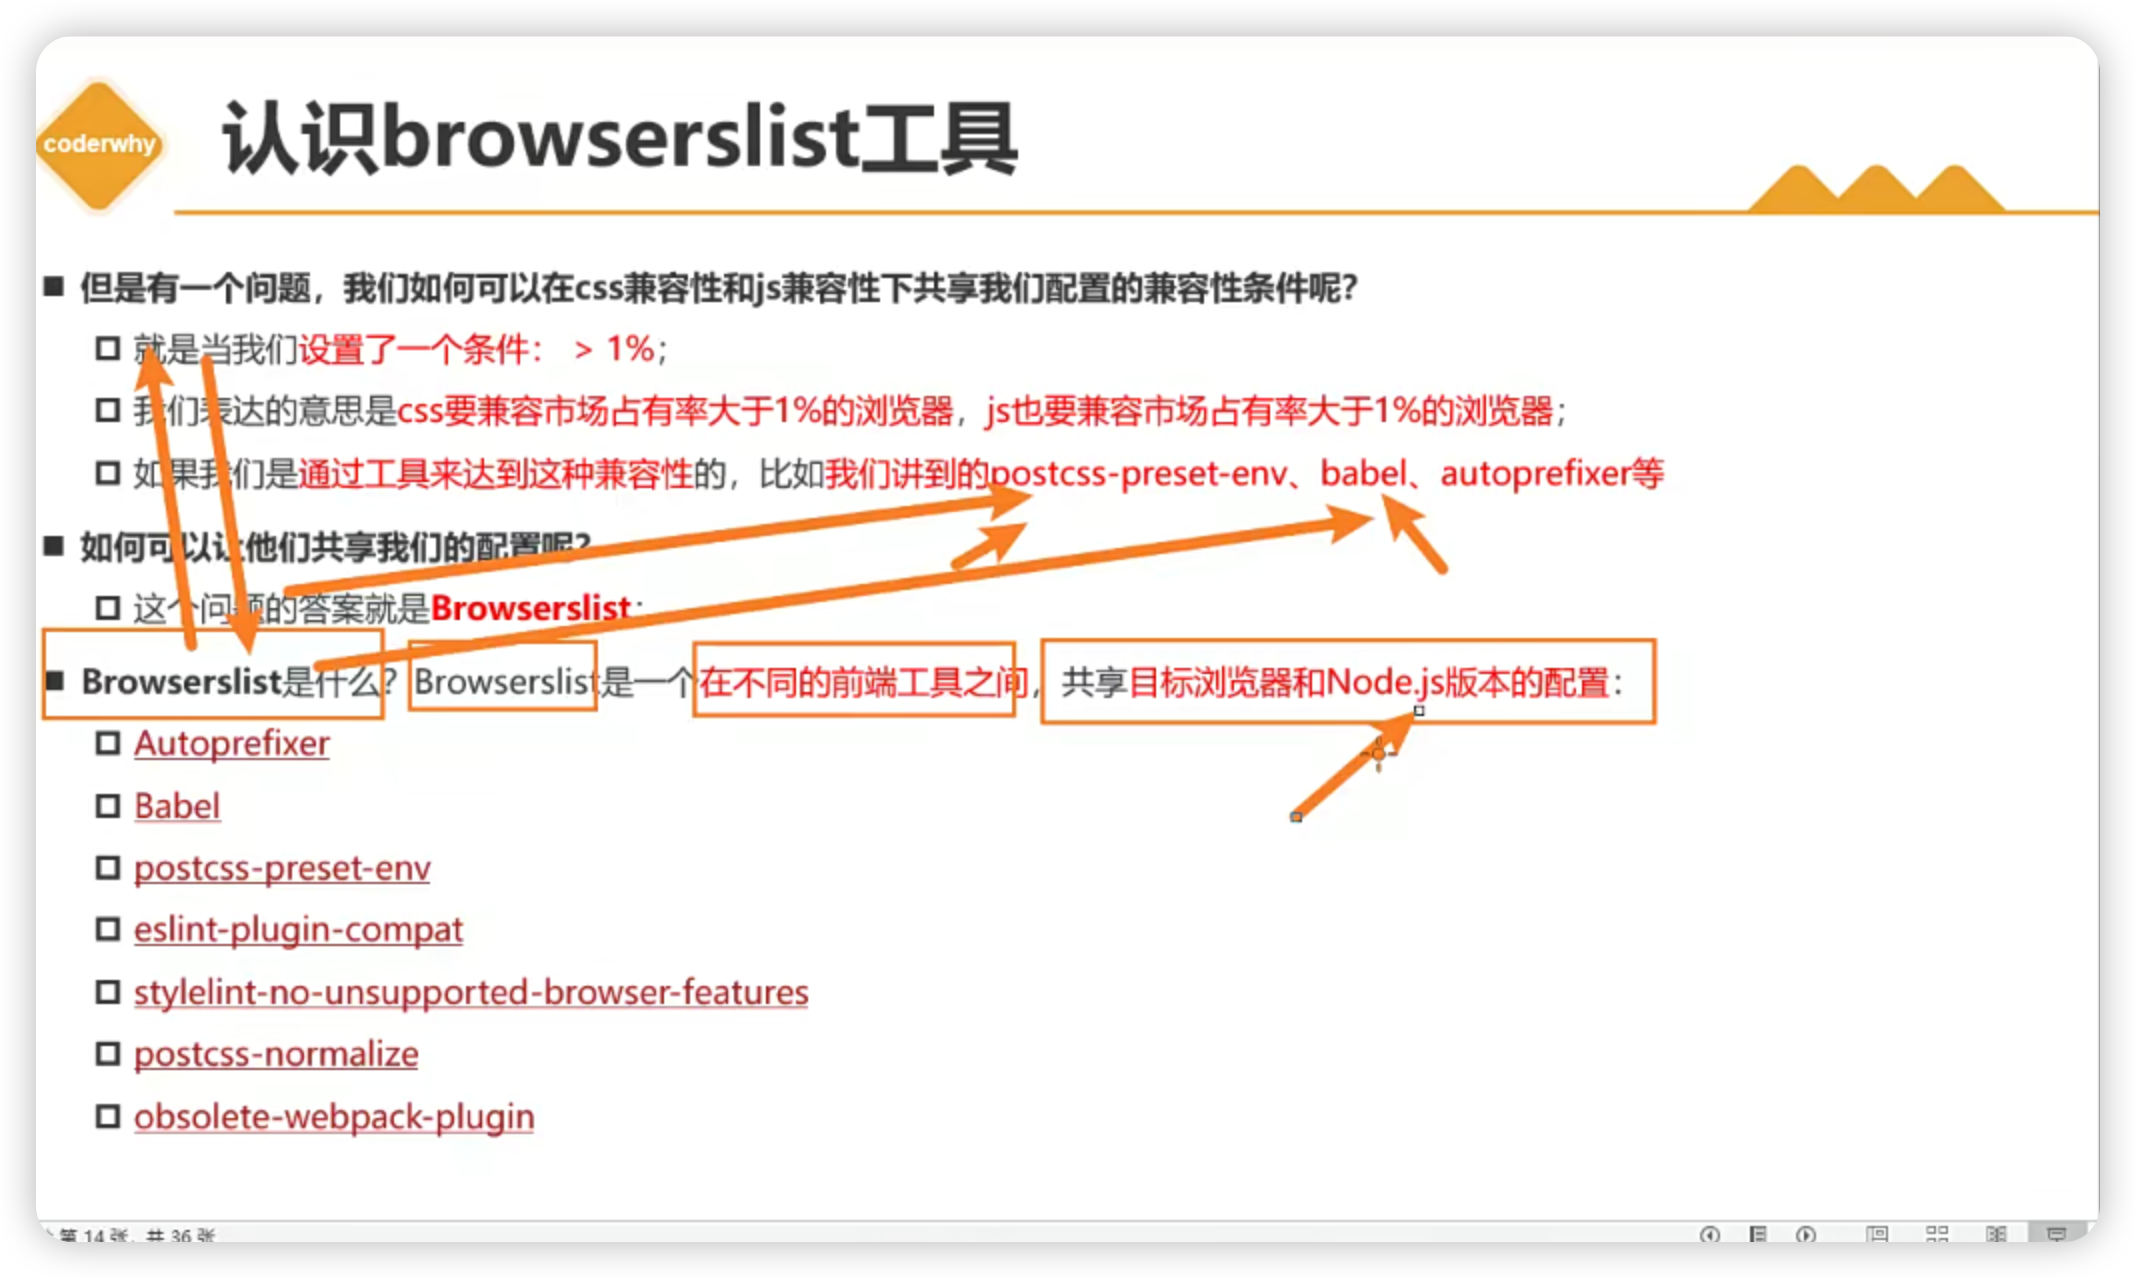 coderwhy
认识browserslist工具
但是有一个问题，我们如何可以在css兼容性和js兼容性下共享我们配置的兼容性条件呢？
就是当我们设置了一个条件： > 1%；
我们表达的意思是css要兼容市场占有率大于1%的浏览器，js也要兼容市场占有率大于1%的浏览器；
如果我们是通过工具来达到这种兼容性的，比如我们讲到的postcss-preset-env、babel、autoprefixer等
如何可以让他们共享我们的配置呢？
这个问题的答案就是Browserslist；
Browserslist是什么？Browserslist是一个在不同的前端工具之间，共享目标浏览器和Node.js版本的配置：
Autoprefixer
Babel
postcss-preset-env
eslint-plugin-compat
stylelint-no-unsupported-browser-features
postcss-normalize
obsolete-webpack-plugin
第 14 张，共 36 张